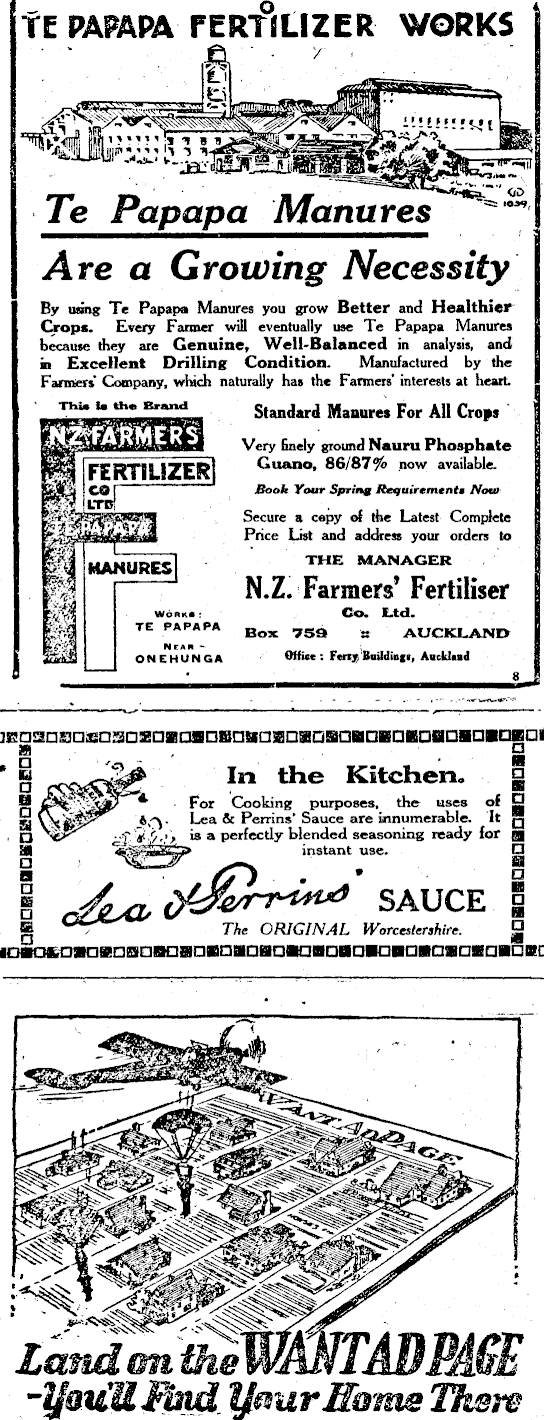 TE PAPAPA FERTILIZER WORKS
1059
Te Papapa Manures
Are a Growing Necessity
By using Te Papapa Manures you grow Better and Healthier
Crops. Every Farmer will eventually use Te Papapa Manures
because they are Genuine, Well-Balanced in analysis, and
in Excellent Drilling Condition. Manufactured by the
Farmers' Company, which naturally has the Farmers' interests at heart.
This is the Brand
NZ FARMERS
FERTILIZER
CO
LTD
TE PAPAPA
MANURES
WORKS:
TE PAPAPA
NEAR -
ONEHUNGA
Standard Manures For All Crops
Very finely ground Nauru Phosphate
Guano, 86/87% now available.
Book Your Spring Requirements Now
Secure a copy of the Latest Complete
Price List and address your orders to
THE MANAGER
N.Z. Farmers' Fertiliser
Co. Ltd.
Box 759 :: AUCKLAND
Office : Ferry Buildings, Auckland
8
In the Kitchen.
For Cooking purposes, the uses of
Lea & Perrins' Sauce are innumerable. It
is a perfectly blended seasoning ready for
instant use.
Lea & Perrins' SAUCE
The ORIGINAL Worcestershire.
WANT AD PAGE
Land on the WANT AD PAGE
-You'll Find Your Home There